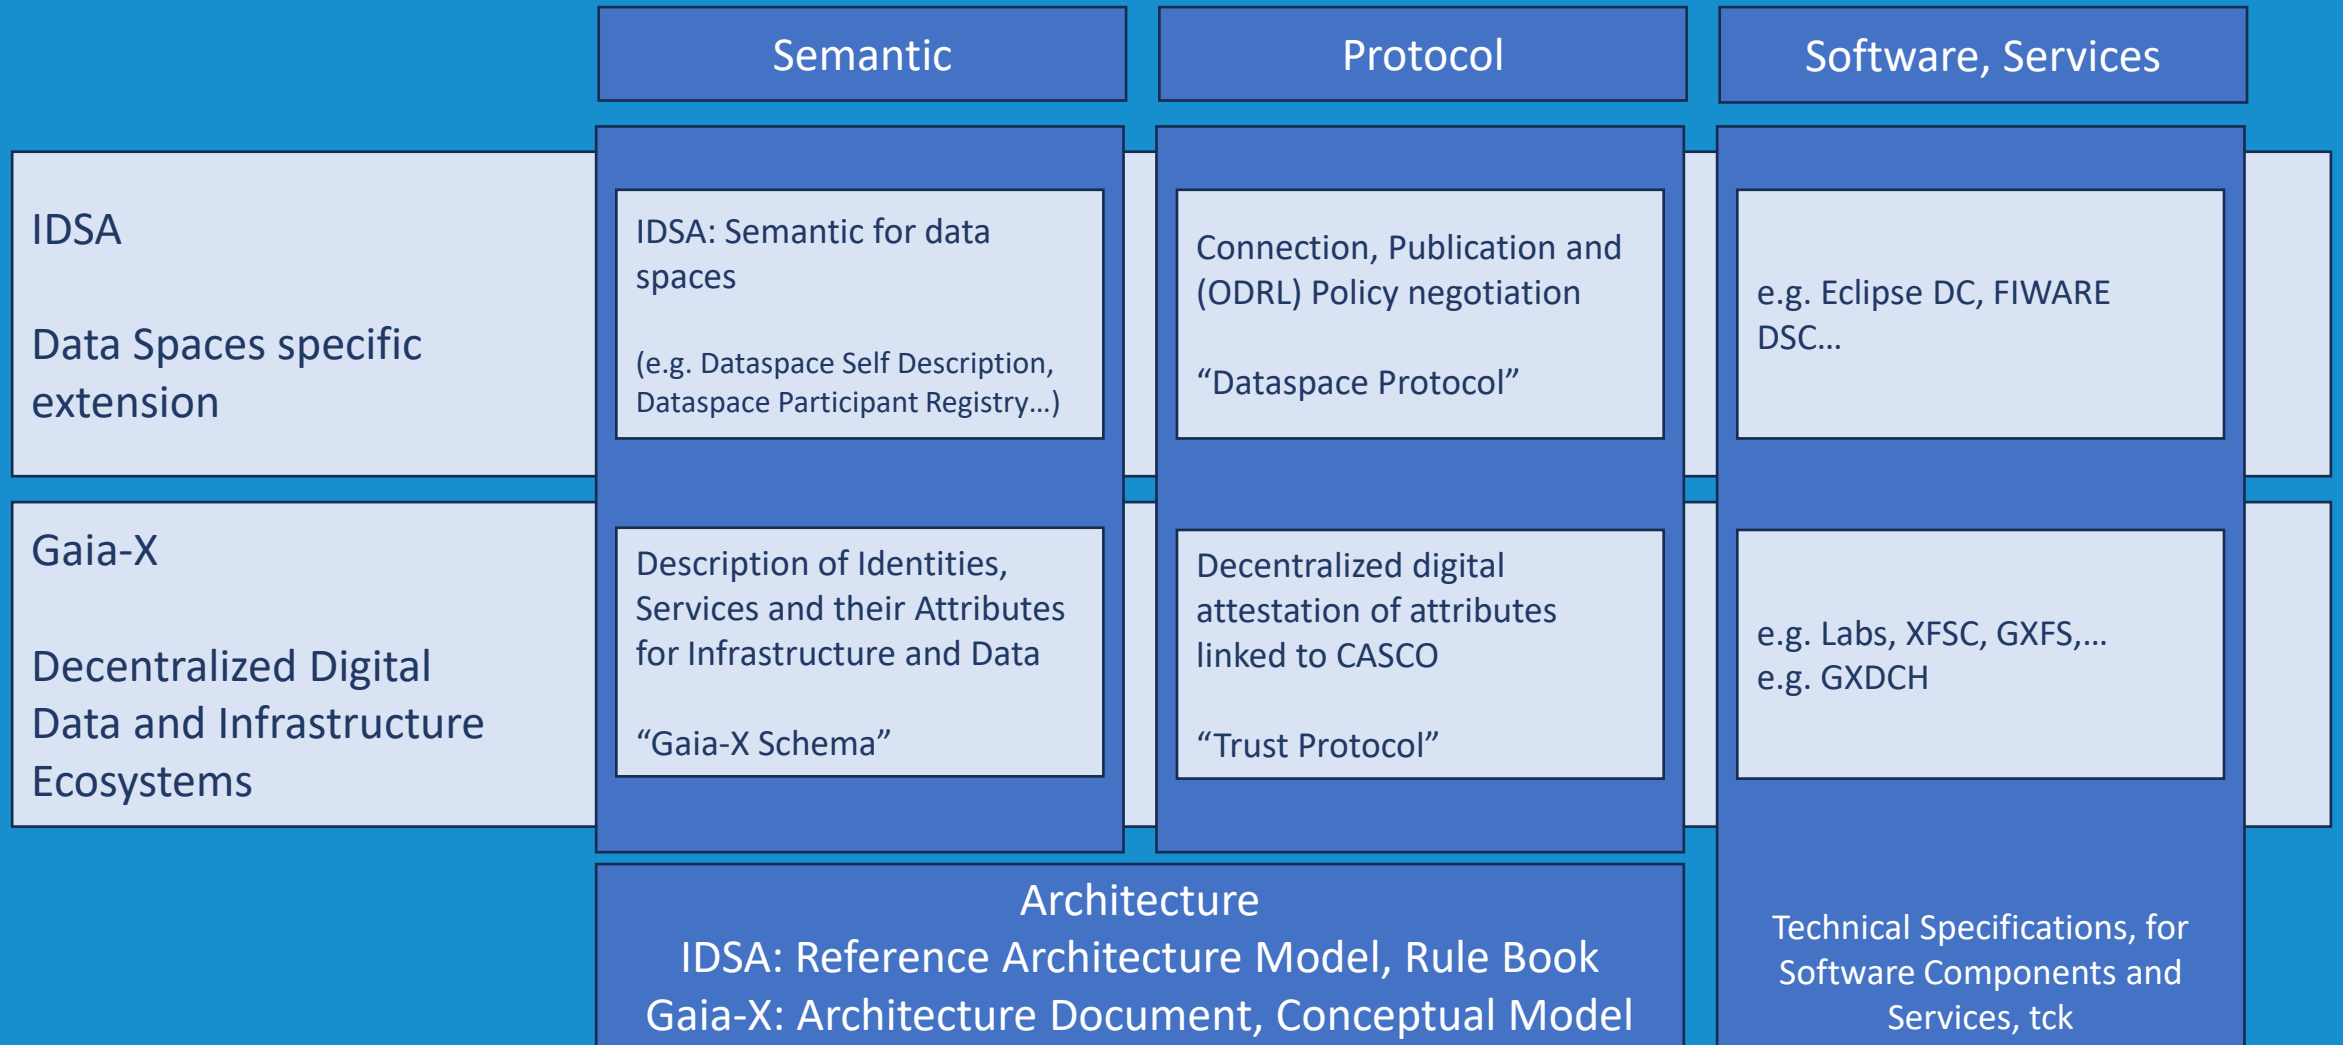 Semantic
Protocol
Software, Services
IDSA
Data Spaces specific
extension
IDSA: Semantic for data
spaces
(e.g. Dataspace Self Description,
Dataspace Participant Registry…)
Connection, Publication and
(ODRL) Policy negotiation
“Dataspace Protocol”
e.g. Eclipse DC, FIWARE
DSC…
Gaia-X
Decentralized Digital
Data and Infrastructure
Ecosystems
Description of Identities,
Services and their Attributes
for Infrastructure and Data
“Gaia-X Schema”
Decentralized digital
attestation of attributes
linked to CASCO
“Trust Protocol”
e.g. Labs, XFSC, GXFS,…
e.g. GXDCH
Architecture
IDSA: Reference Architecture Model, Rule Book
Gaia-X: Architecture Document, Conceptual Model
Technical Specifications, for
Software Components and
Services, tck